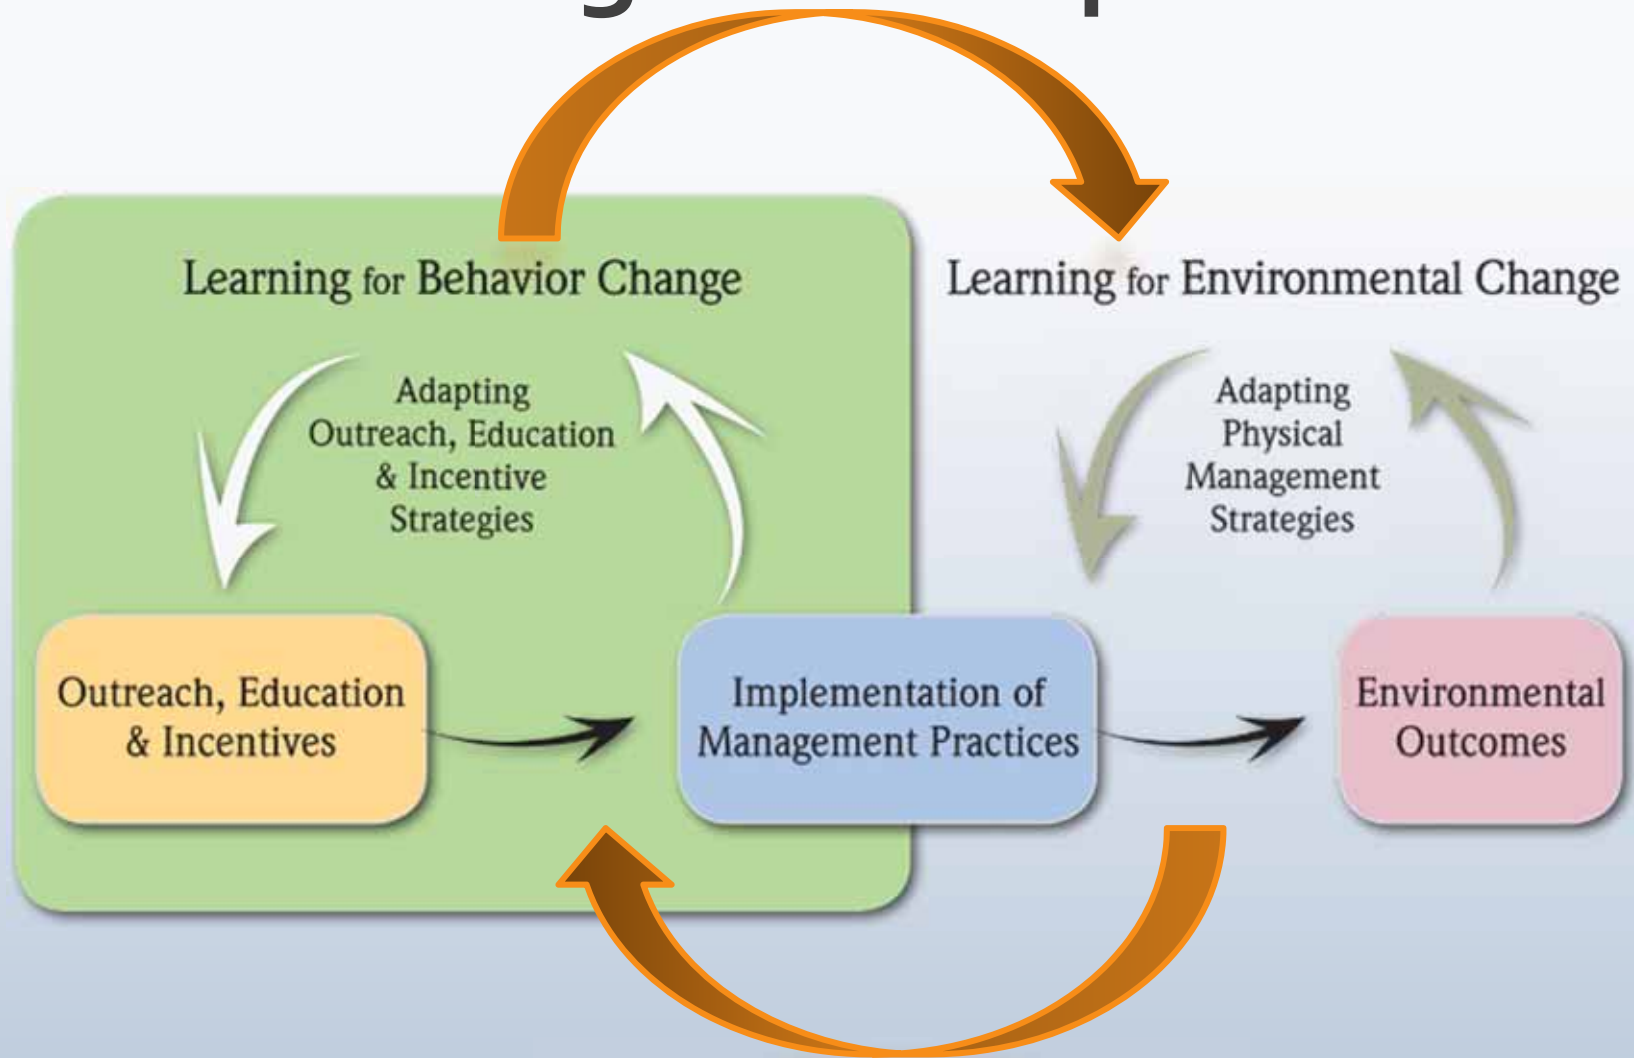 Learning for Behavior Change
Learning for Environmental Change
Adapting
Outreach, Education
& Incentive
Strategies
Adapting
Physical
Management
Strategies
Outreach, Education
& Incentives
Implementation of
Management Practices
Environmental
Outcomes